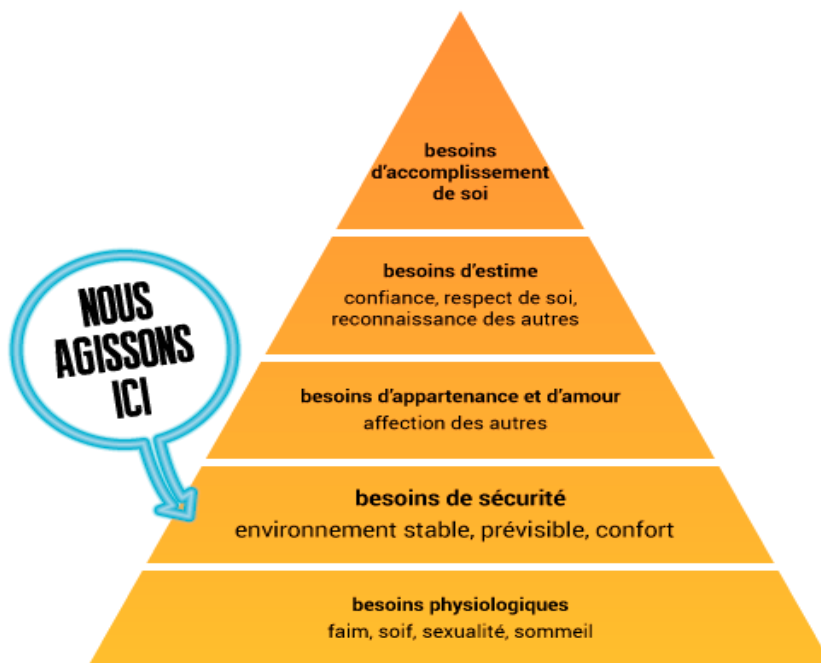 besoins
d'accomplissement
de soi
besoins d'estime
confiance, respect de soi,
reconnaissance des autres
NOUS
AGISSONS
ICI
besoins d'appartenance et d'amour
affection des autres
besoins de sécurité
environnement stable, prévisible, confort
besoins physiologiques
faim, soif, sexualité, sommeil